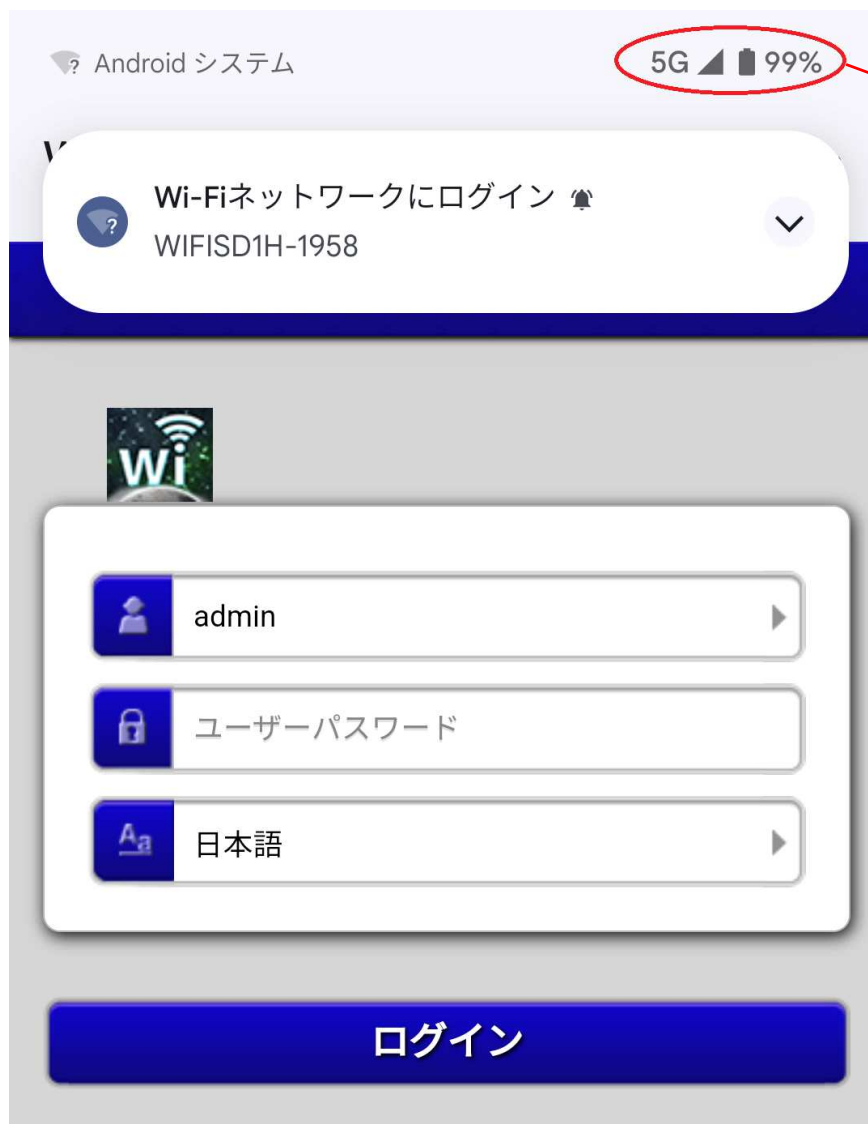 Android システム
5G 99%
Wi-Fiネットワークにログイン
WIFISD1H-1958
Wi
admin
ユーザーパスワード
Aa
日本語
ログイン